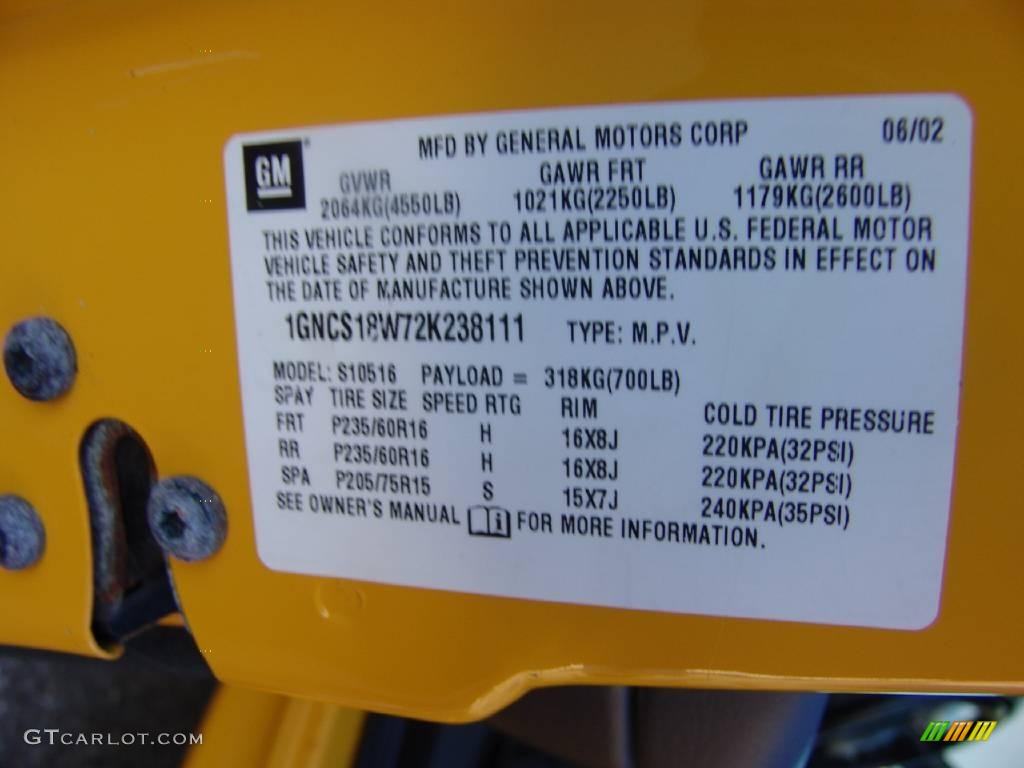 MFD BY GENERAL MOTORS CORP 06/02
GM
GVWR GAWR FRT GAWR RR
2064KG(4550LB) 1021KG(2250LB) 1179KG(2600LB)
THIS VEHICLE CONFORMS TO ALL APPLICABLE U.S. FEDERAL MOTOR
VEHICLE SAFETY AND THEFT PREVENTION STANDARDS IN EFFECT ON
THE DATE OF MANUFACTURE SHOWN ABOVE.
1GNCS18W72K238111 TYPE: M.P.V.
MODEL: S10516 PAYLOAD = 318KG(700LB)
SPAY TIRE SIZE SPEED RTG RIM COLD TIRE PRESSURE
FRT P235/60R16 H 16X8J 220KPA(32PSI)
RR P235/60R16 H 16X8J 220KPA(32PSI)
SPA P205/75R15 S 15X7J 240KPA(35PSI)
SEE OWNER'S MANUAL FOR MORE INFORMATION.
GTCARLOT.COM